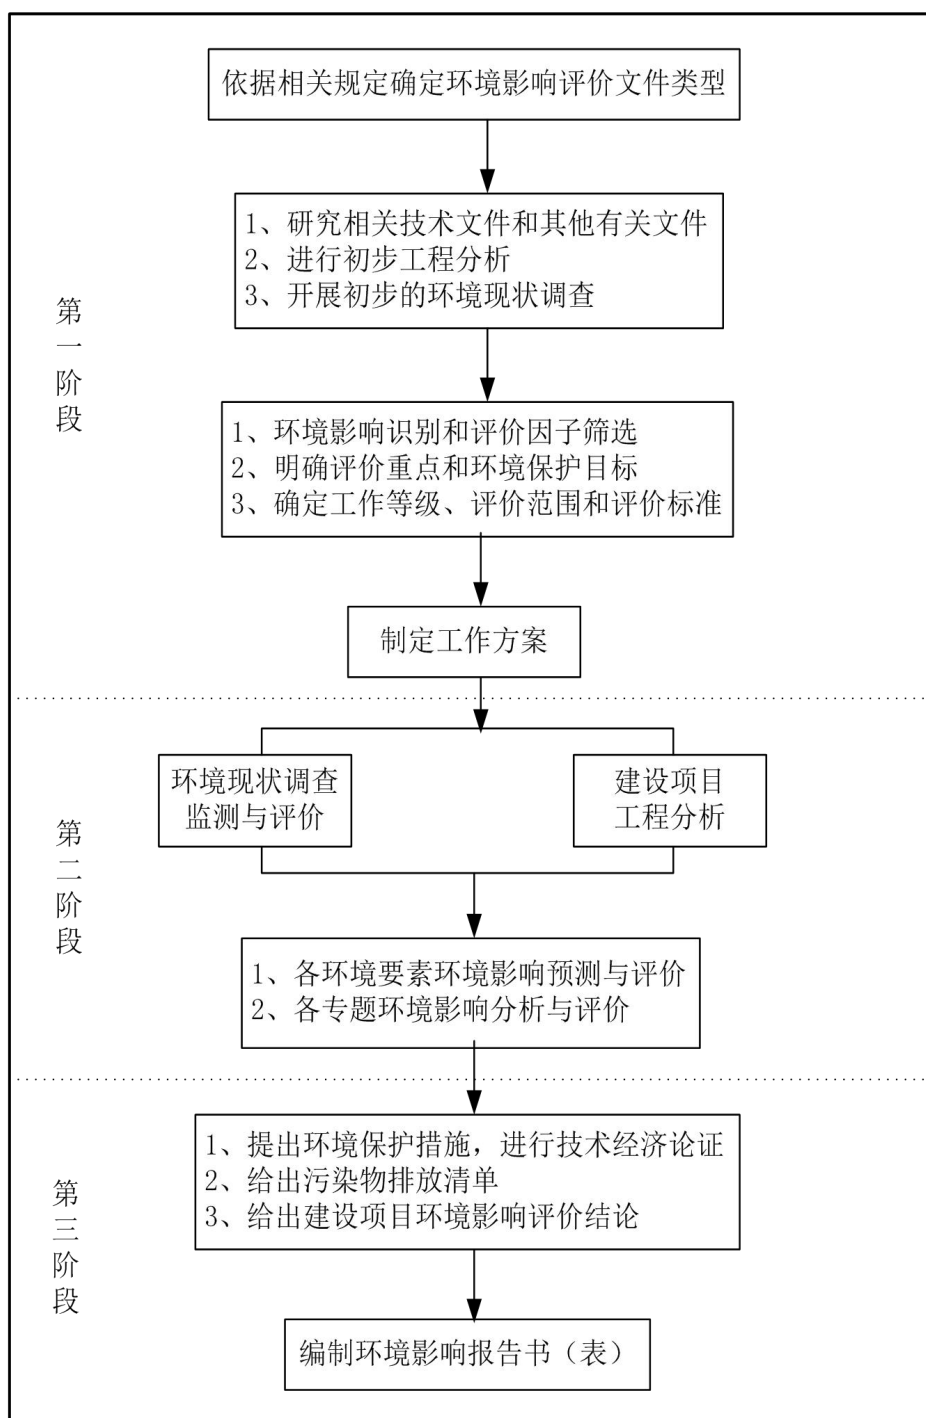 依据相关规定确定环境影响评价文件类型
1、研究相关技术文件和其他有关文件
2、进行初步工程分析
3、开展初步的环境现状调查
第一阶段
1、环境影响识别和评价因子筛选
2、明确评价重点和环境保护目标
3、确定工作等级、评价范围和评价标准
制定工作方案
环境现状调查
监测与评价
建设项目
工程分析
第二阶段
1、各环境要素环境影响预测与评价
2、各专题环境影响分析与评价
1、提出环境保护措施，进行技术经济论证
2、给出污染物排放清单
3、给出建设项目环境影响评价结论
第三阶段
编制环境影响报告书（表）